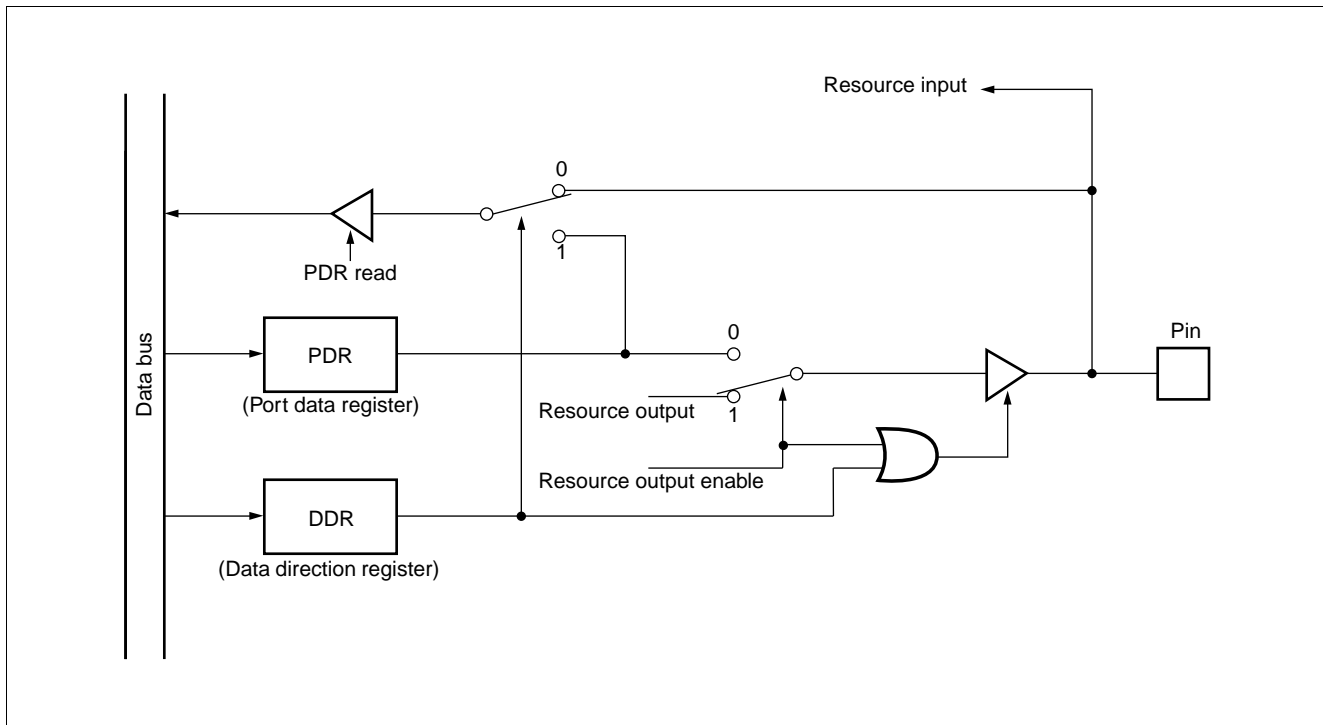 Resource input
0
1
PDR read
Data bus
PDR
(Port data register)
0
Pin
Resource output
1
Resource output enable
DDR
(Data direction register)